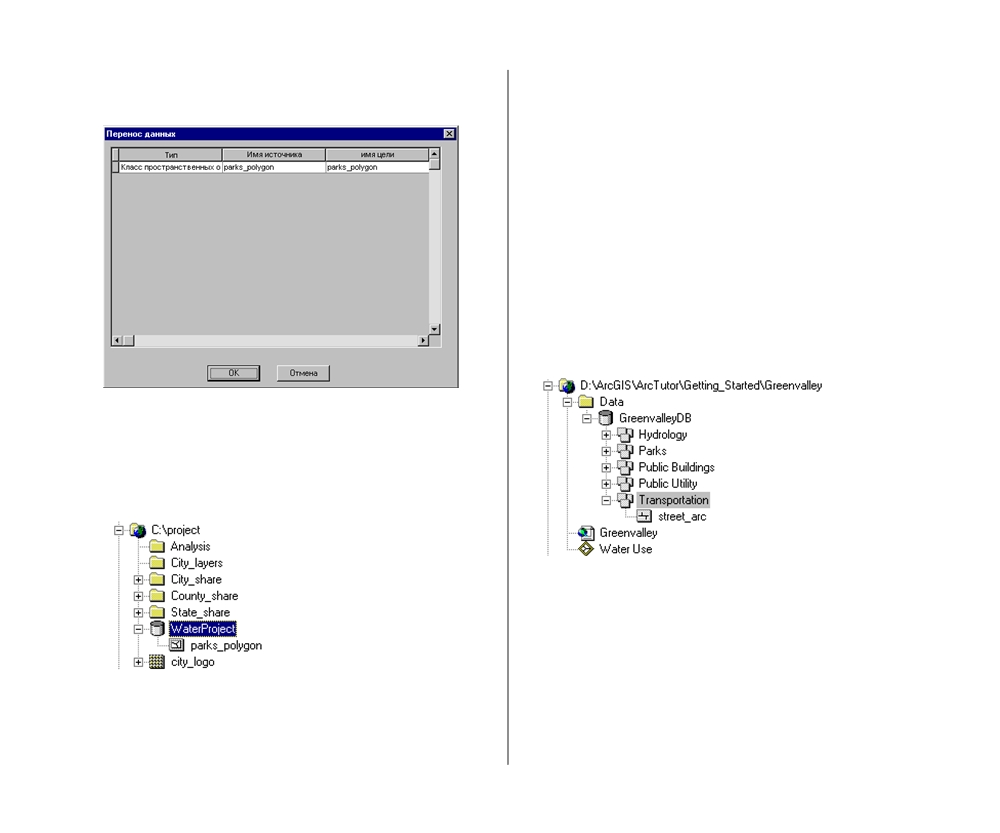 Перенос данных
Тип Имя источника имя цели
Класс пространственных о parks_polygon parks_polygon
OK Отмена
C:\project
Analysis
City_layers
City_share
County_share
State_share
WaterProject
parks_polygon
city_logo
D:\ArcGIS\ArcTutor\Getting_Started\Greenvalley
Data
GreenvalleyDB
Hydrology
Parks
Public Buildings
Public Utility
Transportation
street_arc
Greenvalley
Water Use